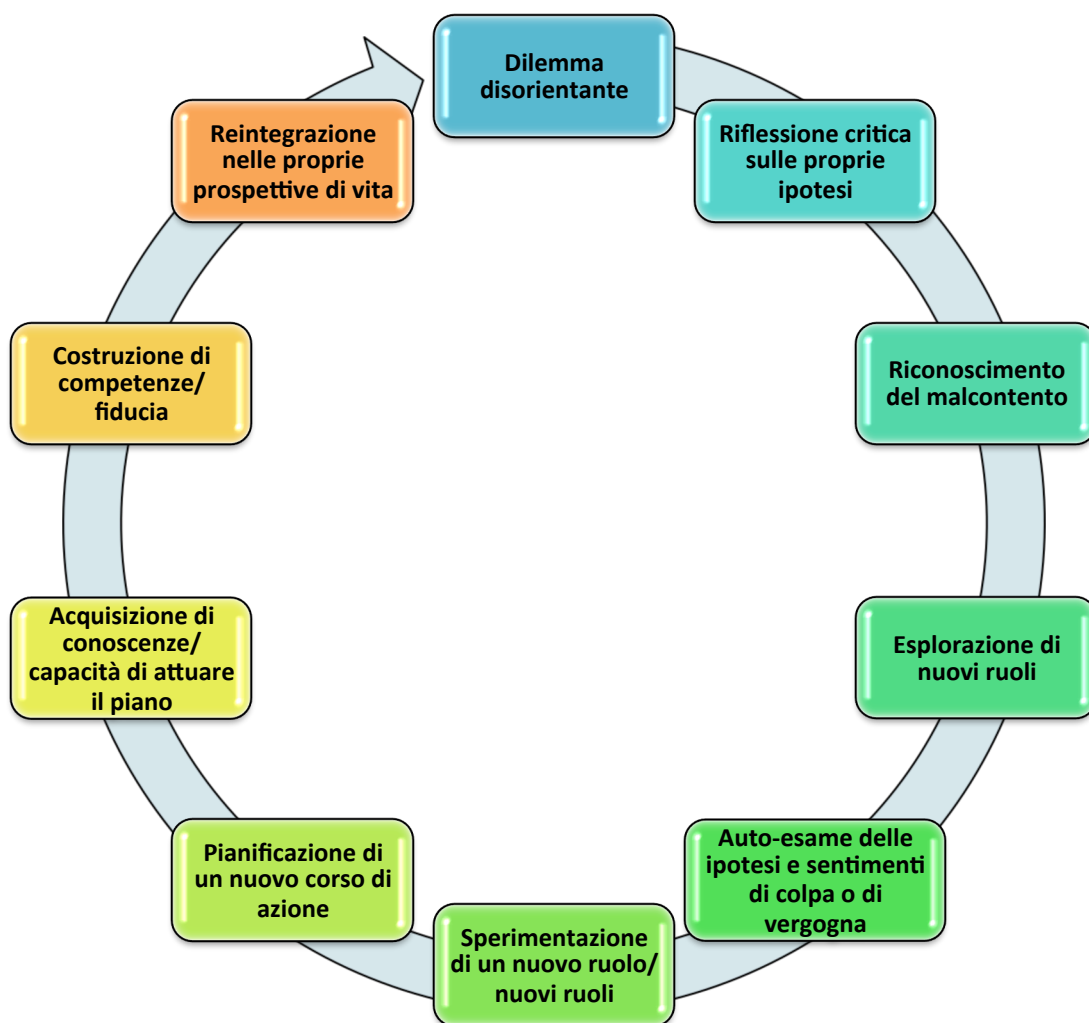 Dilemma
disorientante
Riflessione critica
sulle proprie
ipotesi
Riconoscimento
del malcontento
Esplorazione di
nuovi ruoli
Auto-esame delle
ipotesi e sentimenti
di colpa o di
vergogna
Sperimentazione
di un nuovo ruolo/
nuovi ruoli
Pianificazione di
un nuovo corso di
azione
Acquisizione di
conoscenze/
capacità di attuare
il piano
Costruzione di
competenze/
fiducia
Reintegrazione
nelle proprie
prospettive di vita